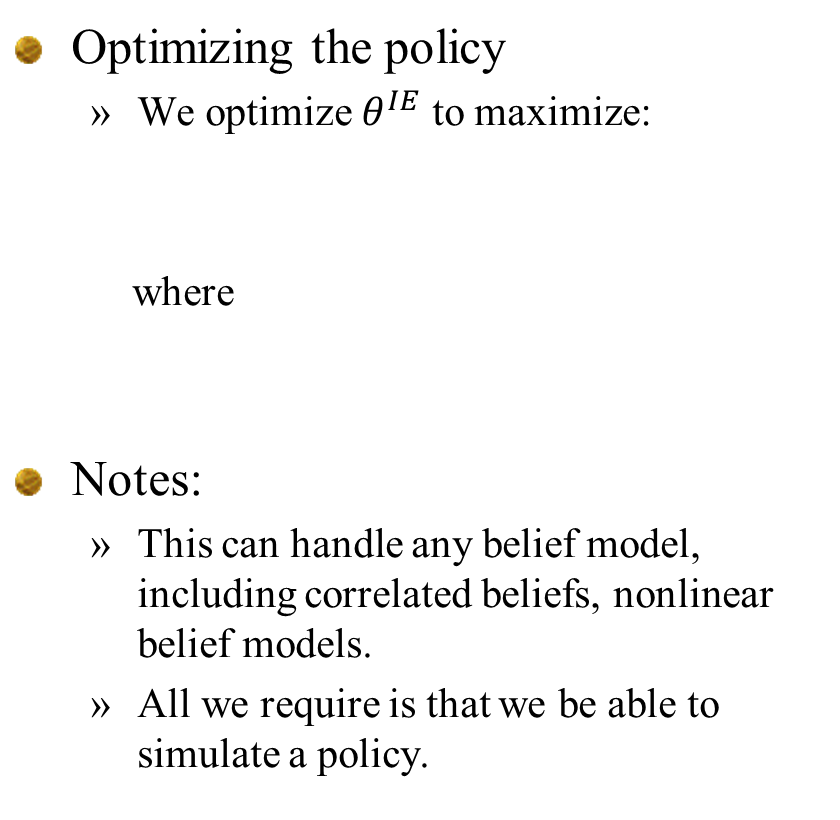 Optimizing the policy
» We optimize θ^IE to maximize:
where
Notes:
» This can handle any belief model,
including correlated beliefs, nonlinear
belief models.
» All we require is that we be able to
simulate a policy.